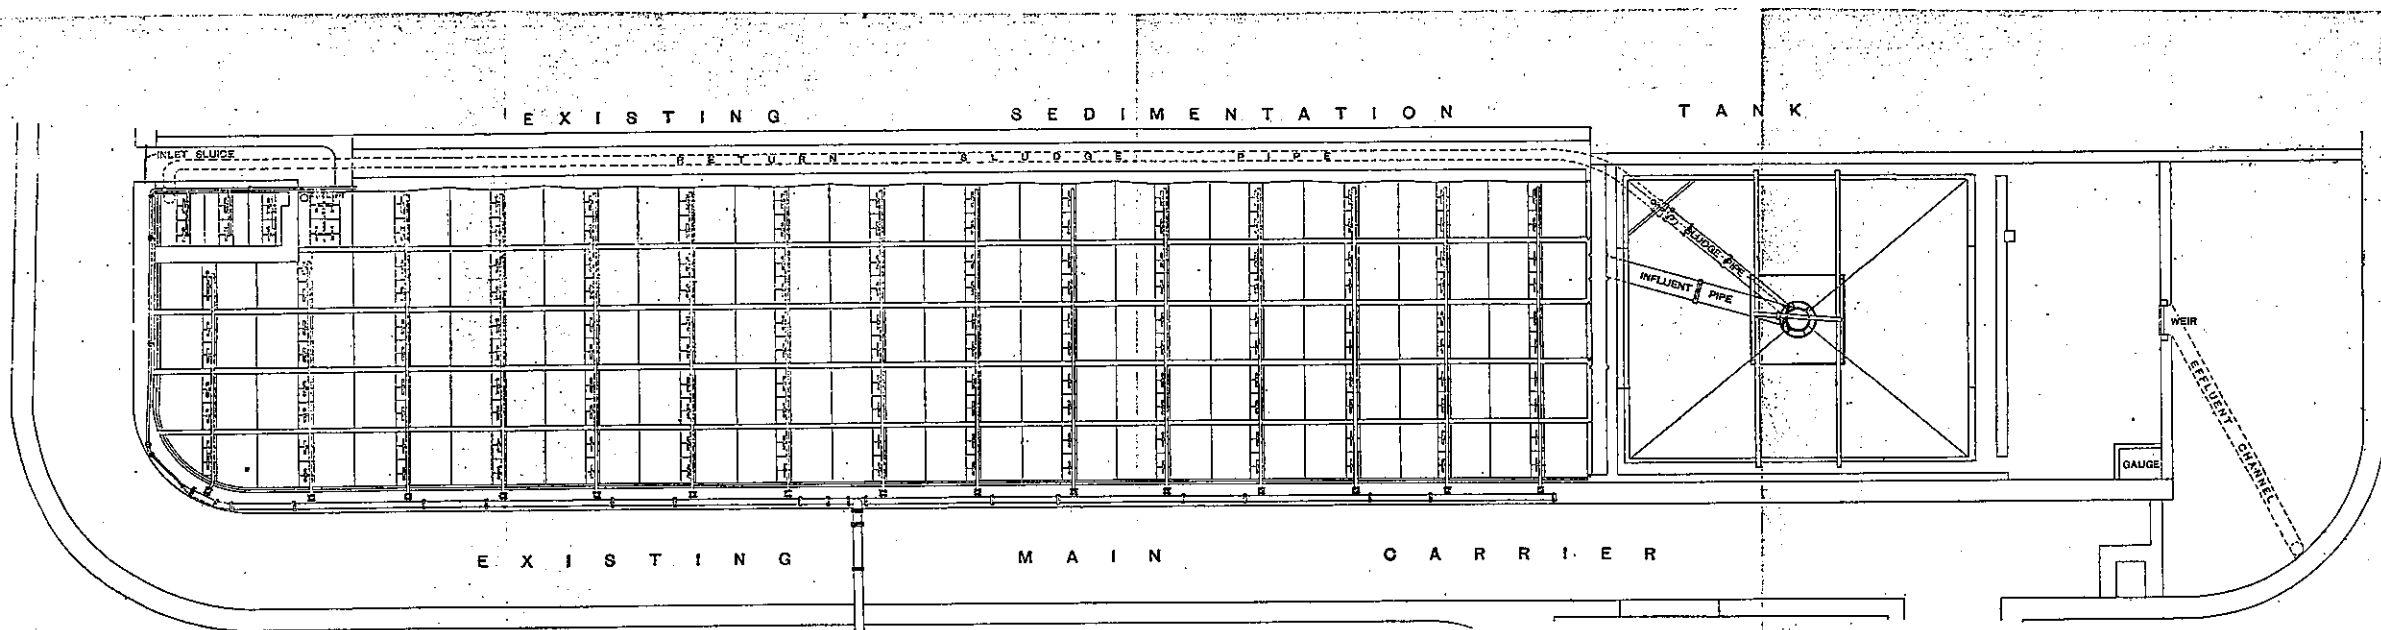 EXISTING SEDIMENTATION TANK
INLET SLUICE
RETURN SLUDGE PIPE
SLUDGE PIPE
INFLUENT PIPE
WEIR
EFFLUENT CHANNEL
GAUGE
EXISTING MAIN CARRIER